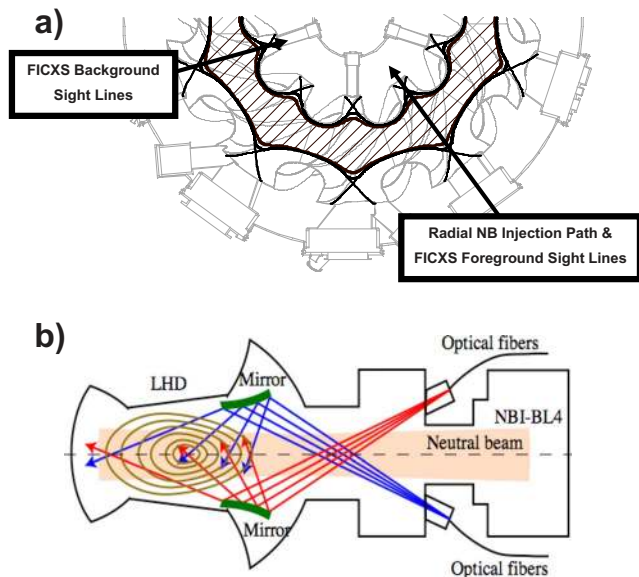 a)
FICXS Background
Sight Lines
Radial NB Injection Path &
FICXS Foreground Sight Lines
b)
Optical fibers
LHD
Mirror
NBI-BL4
Neutral beam
Mirror
Optical fibers